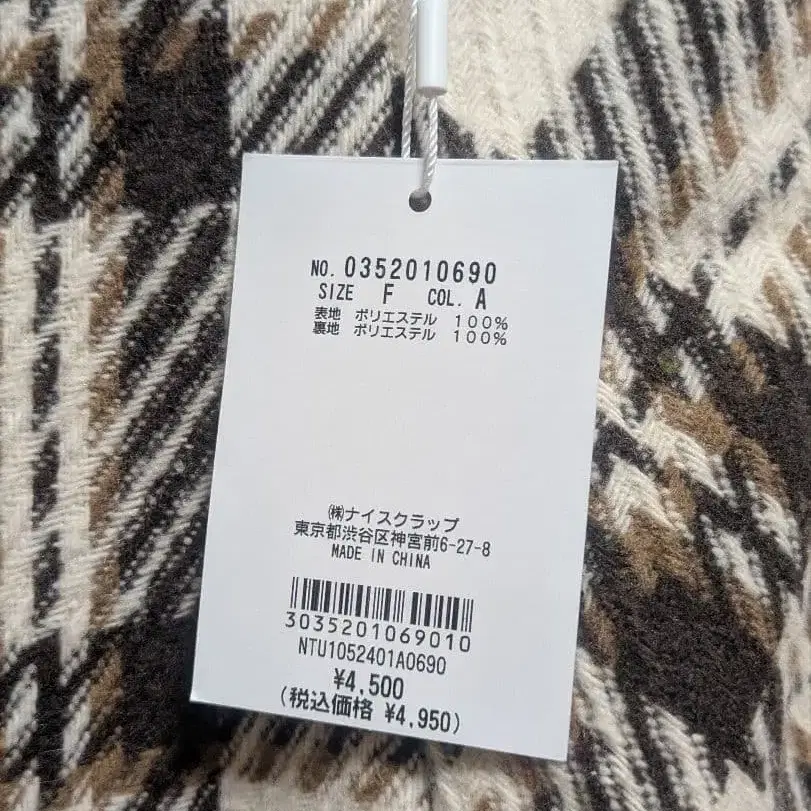 NO. 0352010690
SIZE F COL. A
表地 ポリエステル 100%
裏地 ポリエステル 100%
㈱ナイスクラップ
東京都渋谷区神宮前6-27-8
MADE IN CHINA
3035201069010
NTU1052401A0690
¥4,500
(税込価格 ¥4,950)